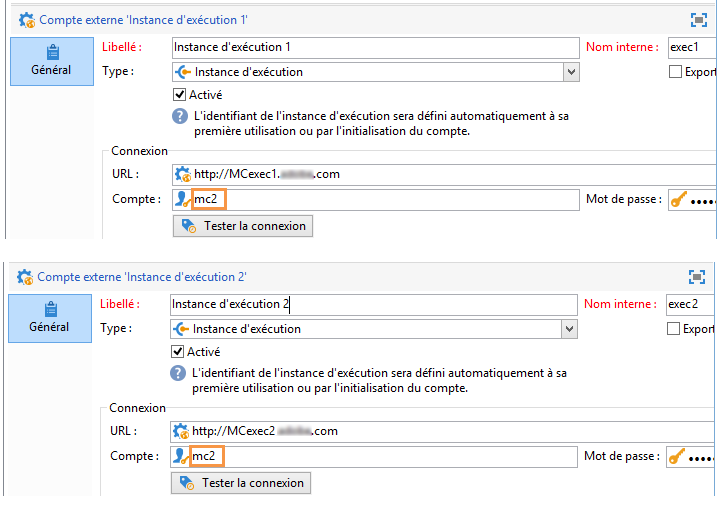 Compte externe 'Instance d'exécution 1'
Général
Libellé : Instance d'exécution 1 Nom interne : exec1
Type : Instance d'exécution Export
Activé
L'identifiant de l'instance d'exécution sera défini automatiquement à sa
première utilisation ou par l'initialisation du compte.
Connexion
URL : http://MCexec1. .com
Compte : mc2 Mot de passe : •••••
Tester la connexion
Compte externe 'Instance d'exécution 2'
Général
Libellé : Instance d'exécution 2 Nom interne : exec2
Type : Instance d'exécution Export
Activé
L'identifiant de l'instance d'exécution sera défini automatiquement à sa
première utilisation ou par l'initialisation du compte.
Connexion
URL : http://MCexec2 .com
Compte : mc2 Mot de passe : •••••
Tester la connexion